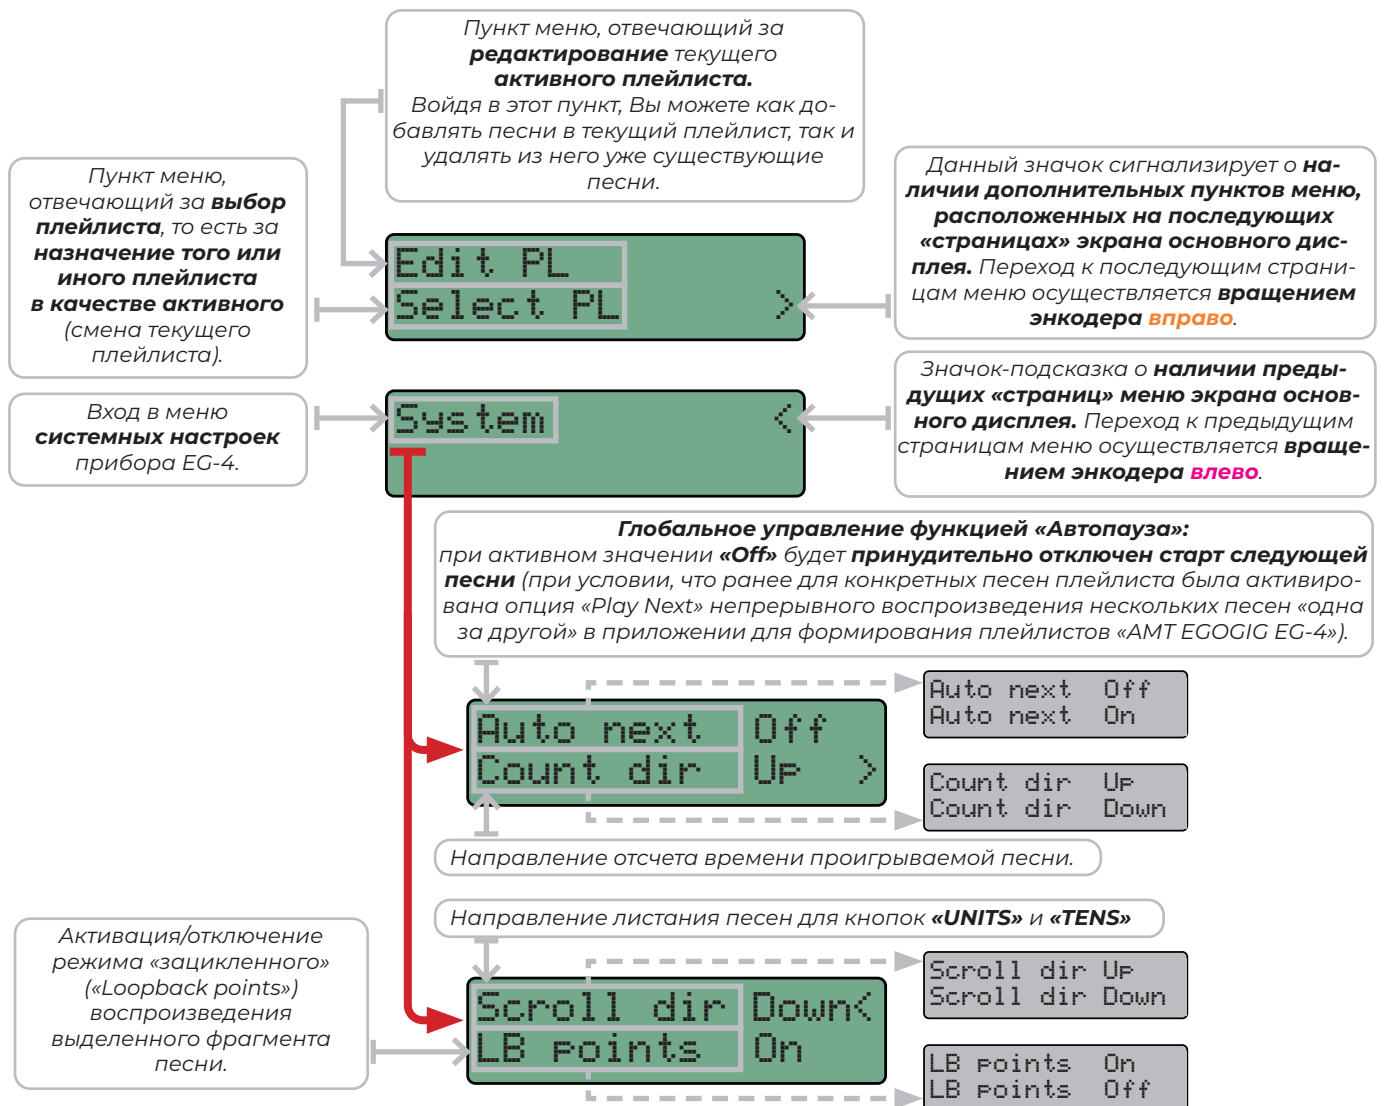 Пункт меню, отвечающий за
редактирование текущего
активного плейлиста.
Войдя в этот пункт, Вы можете как до-
бавлять песни в текущий плейлист, так и
удалять из него уже существующие
песни.
Пункт меню,
отвечающий за выбор
плейлиста, то есть за
назначение того или
иного плейлиста
в качестве активного
(смена текущего
плейлиста).
Edit PL
Select PL >
Данный значок сигнализирует о на-
личии дополнительных пунктов меню,
расположенных на последующих
«страницах» экрана основного дис-
плея. Переход к последующим страни-
цам меню осуществляется вращением
энкодера вправо.
Вход в меню
системных настроек
прибора EG-4.
System <
Значок-подсказка о наличии преды-
дущих «страниц» меню экрана основ-
ного дисплея. Переход к предыдущим
страницам меню осуществляется враще-
нием энкодера влево.
Глобальное управление функцией «Автопауза»:
при активном значении «Off» будет принудительно отключен старт следующей
песни (при условии, что ранее для конкретных песен плейлиста была активиро-
вана опция «Play Next» непрерывного воспроизведения нескольких песен «одна
за другой» в приложении для формирования плейлистов «AMT EGOGIG EG-4»).
Auto next Off
Count dir Up >
Auto next Off
Auto next On
Count dir Up
Count dir Down
Направление отсчета времени проигрываемой песни.
Направление листания песен для кнопок «UNITS» и «TENS»
Активация/отключение
режима «зацикленного»
(«Loopback points»)
воспроизведения
выделенного фрагмента
песни.
Scroll dir Down<
LB points On
Scroll dir Up
Scroll dir Down
LB points On
LB points Off